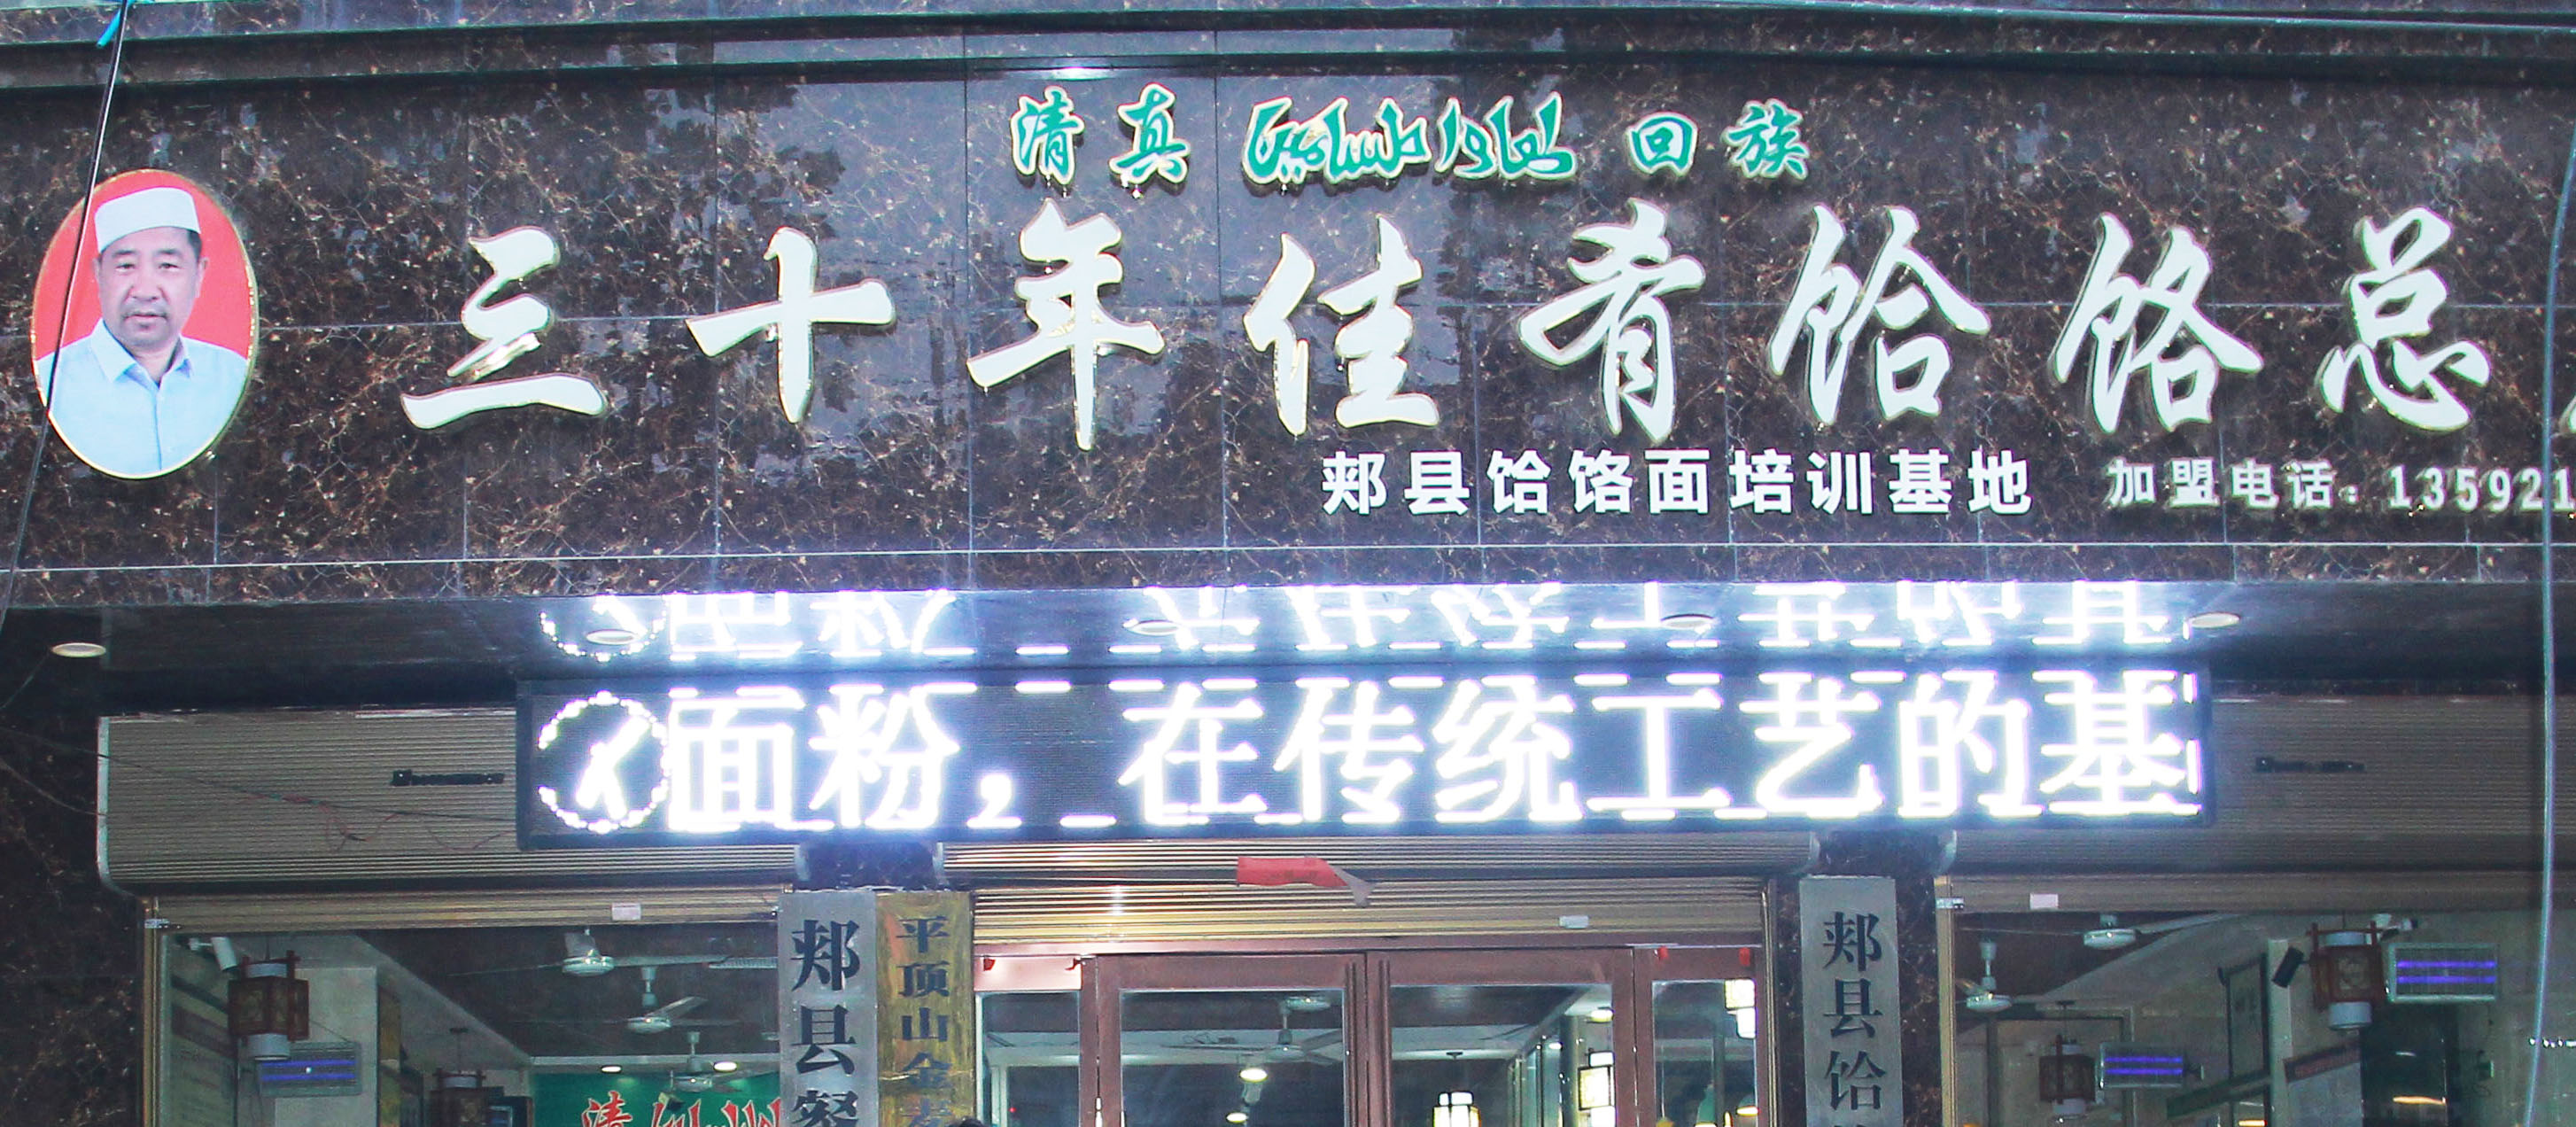 清真 回族
三十年佳肴饸饹总
郏县饸饹面培训基地 加盟电话：135921
面粉，在传统工艺的基
郏县
平顶山金
郏县饸
清